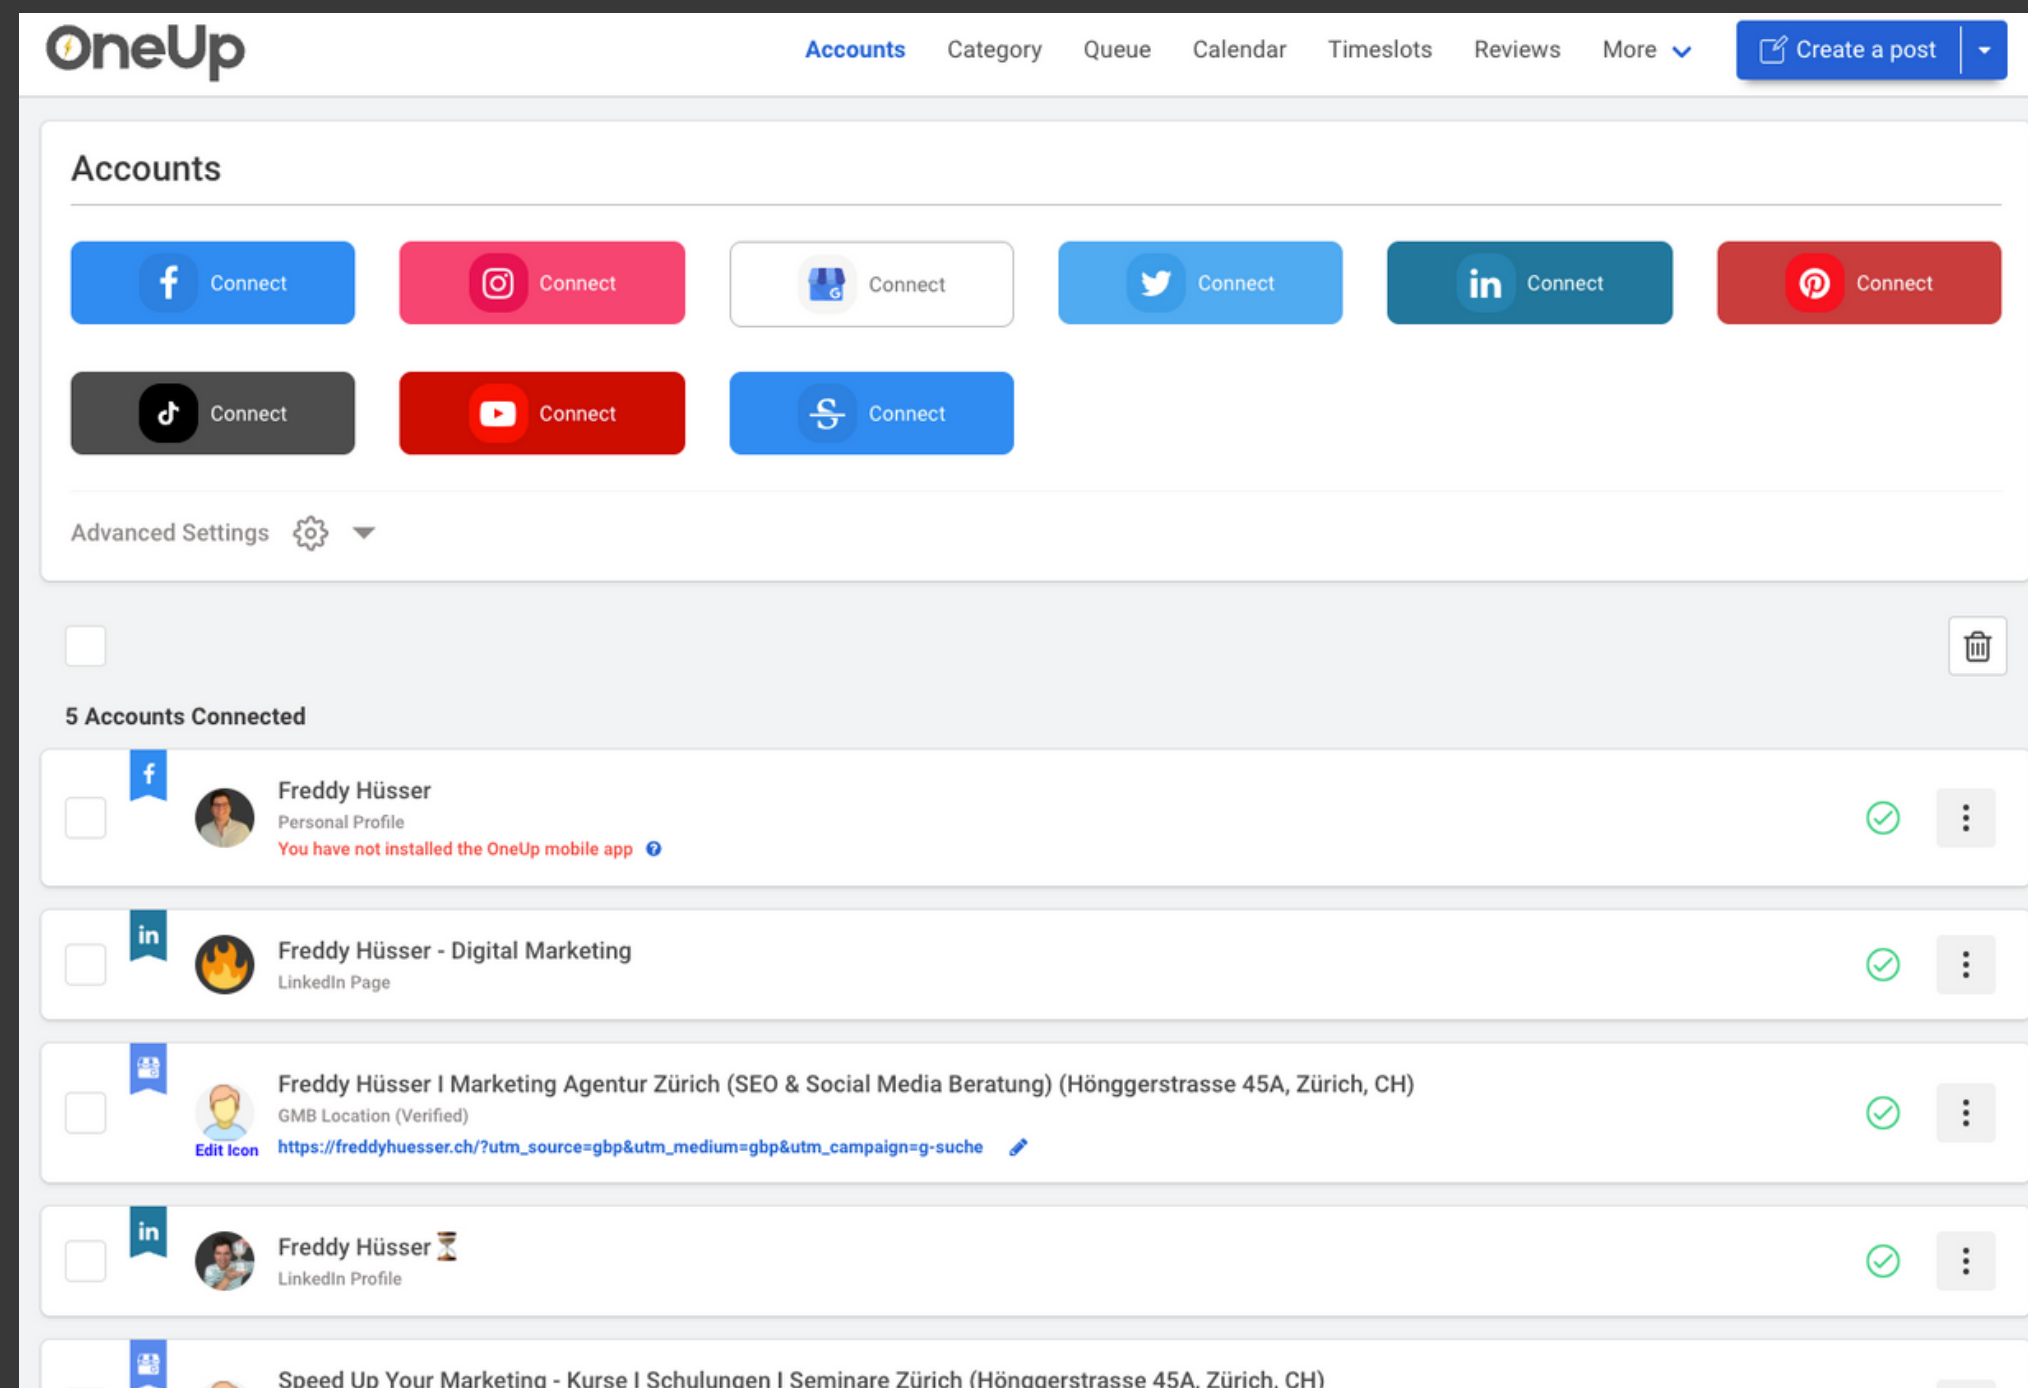 OneUp
Accounts Category Queue Calendar Timeslots Reviews More Create a post
Accounts
Connect Connect Connect Connect in Connect Connect
Connect Connect Connect
Advanced Settings
5 Accounts Connected
Freddy Hüsser
Personal Profile
You have not installed the OneUp mobile app
in
Freddy Hüsser - Digital Marketing
LinkedIn Page
Freddy Hüsser I Marketing Agentur Zürich (SEO & Social Media Beratung) (Hönggerstrasse 45A, Zürich, CH)
GMB Location (Verified)
Edit Icon https://freddyhuesser.ch/?utm_source=gbp&utm_medium=gbp&utm_campaign=g-suche
in
Freddy Hüsser⏳
LinkedIn Profile
Speed Up Your Marketing - Kurse I Schulungen I Seminare Zürich (Hönggerstrasse 45A, Zürich, CH)